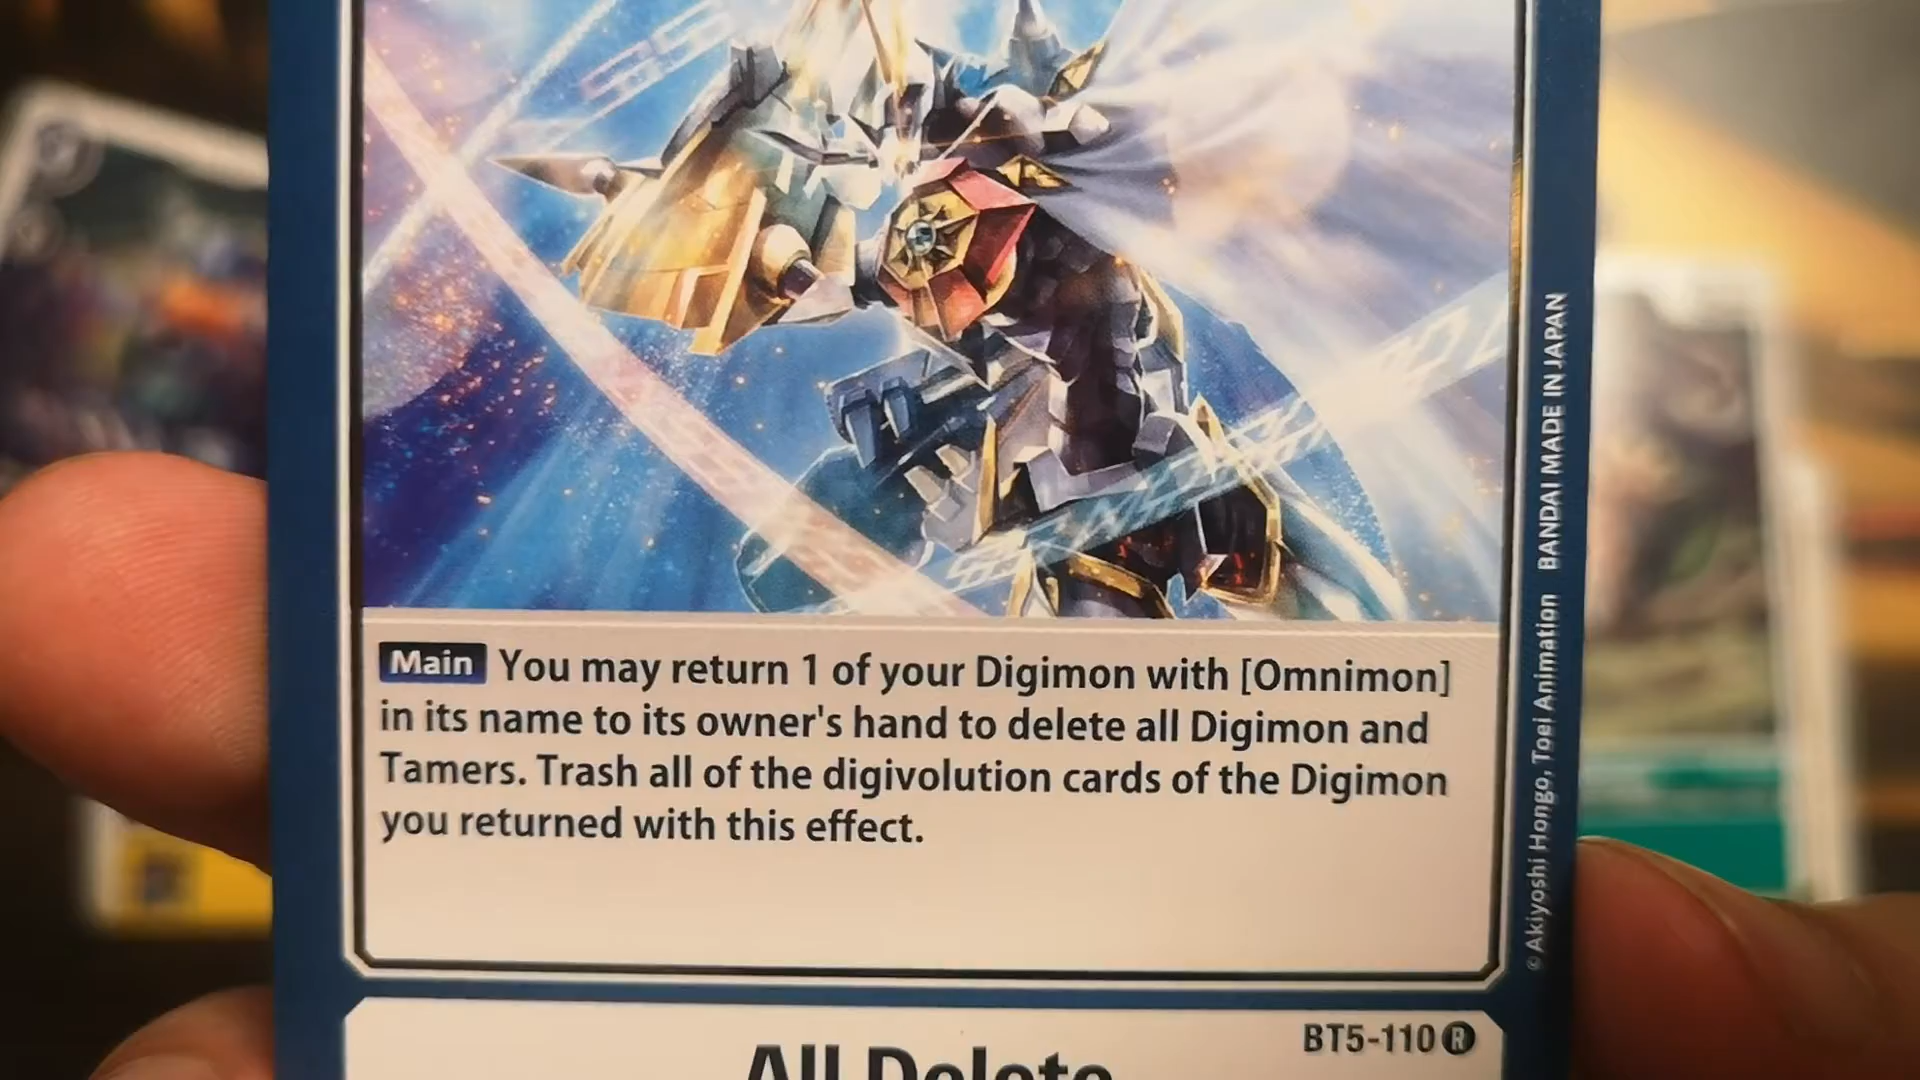 Main You may return 1 of your Digimon with [Omnimon]
in its name to its owner's hand to delete all Digimon and
Tamers. Trash all of the digivolution cards of the Digimon
you returned with this effect.
BT5-110 R
All Delete
© Akiyoshi Hongo, Toei Animation BANDAI MADE IN JAPAN